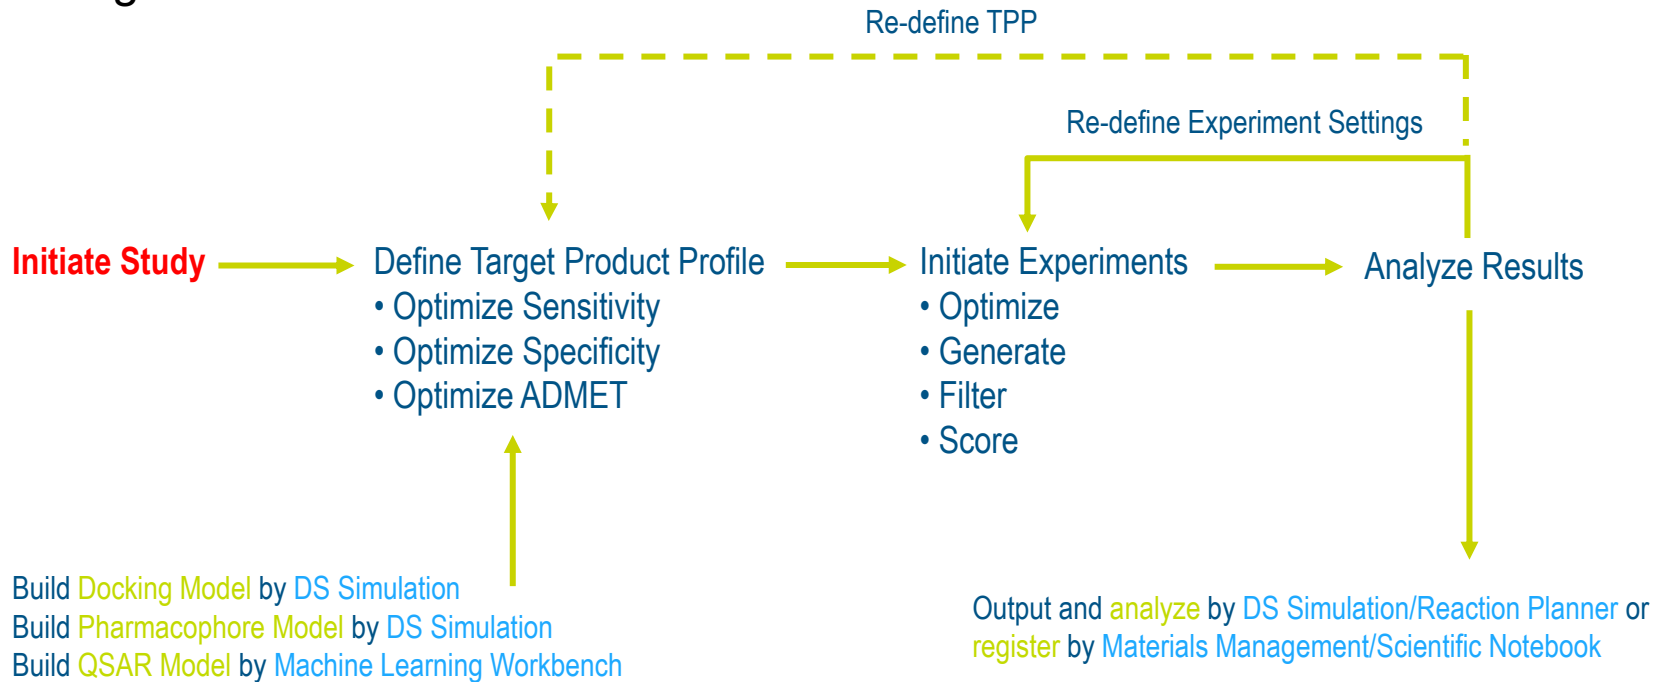 Re-define TPP
Re-define Experiment Settings
Initiate Study
Define Target Product Profile
• Optimize Sensitivity
• Optimize Specificity
• Optimize ADMET
Initiate Experiments
• Optimize
• Generate
• Filter
• Score
Analyze Results
Build Docking Model by DS Simulation
Build Pharmacophore Model by DS Simulation
Build QSAR Model by Machine Learning Workbench
Output and analyze by DS Simulation/Reaction Planner or
register by Materials Management/Scientific Notebook